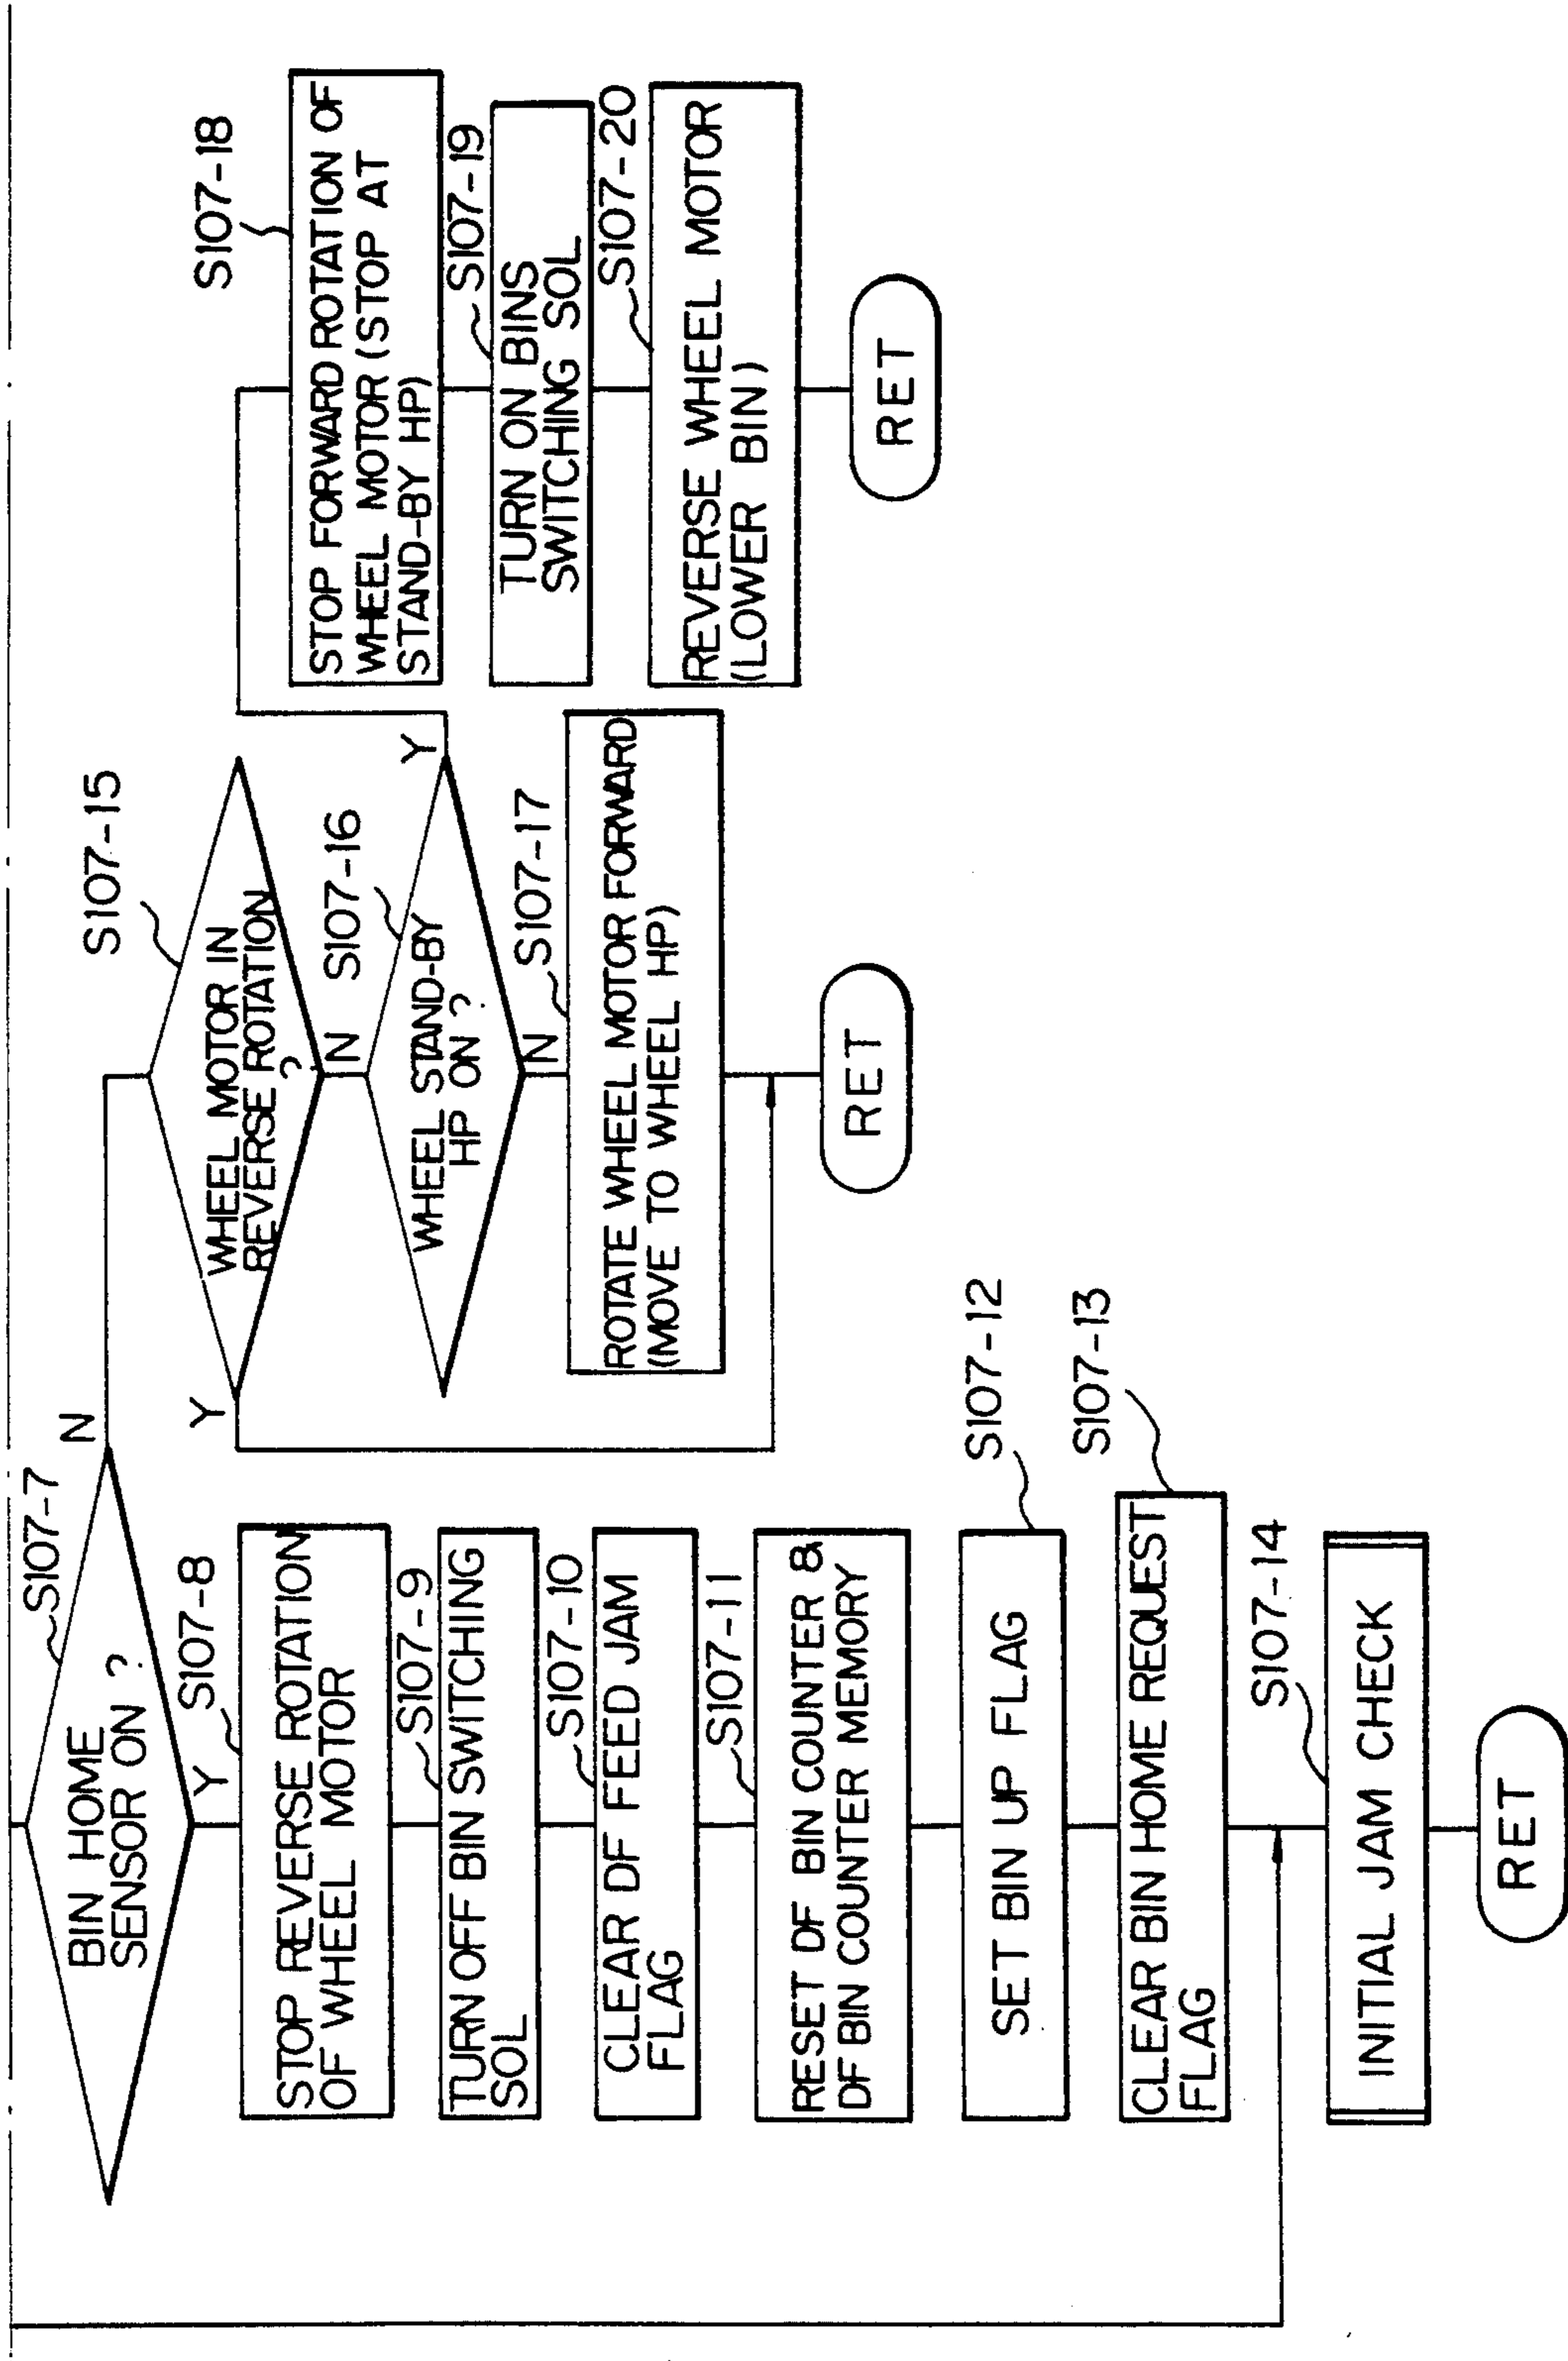 S107-7
BIN HOME
SENSOR ON ?
N
Y
S107-8
STOP REVERSE ROTATION
OF WHEEL MOTOR
S107-9
TURN OFF BIN SWITCHING
SOL
S107-10
CLEAR DF FEED JAM
FLAG
S107-11
RESET DF BIN COUNTER &
DF BIN COUNTER MEMORY
S107-12
SET BIN UP FLAG
S107-13
CLEAR BIN HOME REQUEST
FLAG
S107-14
INITIAL JAM CHECK
RET
S107-15
WHEEL MOTOR IN
REVERSE ROTATION
?
Y
N
S107-16
WHEEL STAND-BY
HP ON ?
Y
N
S107-17
ROTATE WHEEL MOTOR FORWARD
(MOVE TO WHEEL HP)
RET
S107-18
STOP FORWARD ROTATION OF
WHEEL MOTOR (STOP AT
STAND-BY HP)
S107-19
TURN ON BINS
SWITCHING SOL
S107-20
REVERSE WHEEL MOTOR
(LOWER BIN)
RET